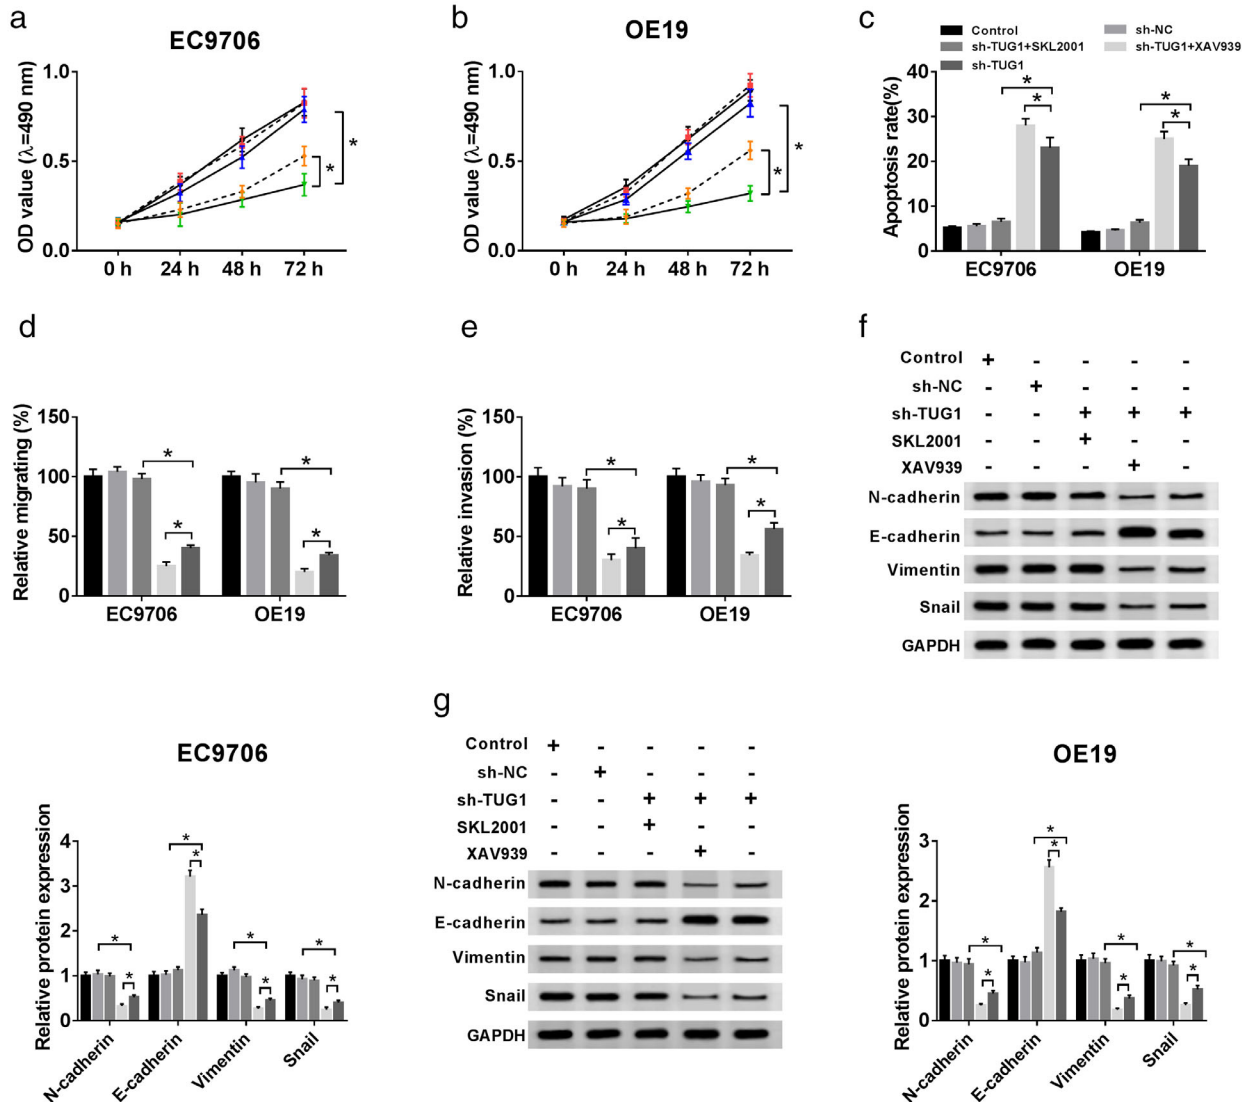 a
EC9706
OD value (λ=490 nm)
1.0
0.5
0.0
0 h 24 h 48 h 72 h
*
*
b
OE19
OD value (λ=490 nm)
1.0
0.5
0.0
0 h 24 h 48 h 72 h
*
*
c
Control
sh-NC
sh-TUG1+SKL2001
sh-TUG1+XAV939
sh-TUG1
Apoptosis rate(%)
40
30
20
10
0
* *
* *
EC9706 OE19
d
Relative migrating (%)
150
100
50
0
* *
* *
EC9706 OE19
e
Relative invasion (%)
150
100
50
0
* *
* *
EC9706 OE19
f
Control + - - - -
sh-NC - + - - -
sh-TUG1 - - + + +
SKL2001 - - + - -
XAV939 - - - + -
N-cadherin
E-cadherin
Vimentin
Snail
GAPDH
EC9706
Relative protein expression
4
3
2
1
0
* * * *
* * * *
N-cadherin E-cadherin Vimentin Snail
g
Control + - - - -
sh-NC - + - - -
sh-TUG1 - - + + +
SKL2001 - - + - -
XAV939 - - - + -
N-cadherin
E-cadherin
Vimentin
Snail
GAPDH
OE19
Relative protein expression
3
2
1
0
* * * *
* * * *
N-cadherin E-cadherin Vimentin Snail